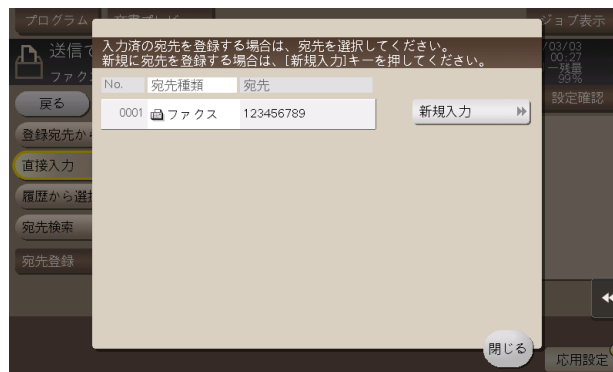 プログラム
ジョブ表示
送信で
ファク
03/03
00:27
残量
99%
戻る
設定確認
登録宛先か
直接入力
履歴から選
宛先検索
宛先登録
入力済の宛先を登録する場合は、宛先を選択してください。
新規に宛先を登録する場合は、[新規入力]キーを押してください。
No. 宛先種類 宛先
0001 ファクス 123456789
新規入力
閉じる
応用設定